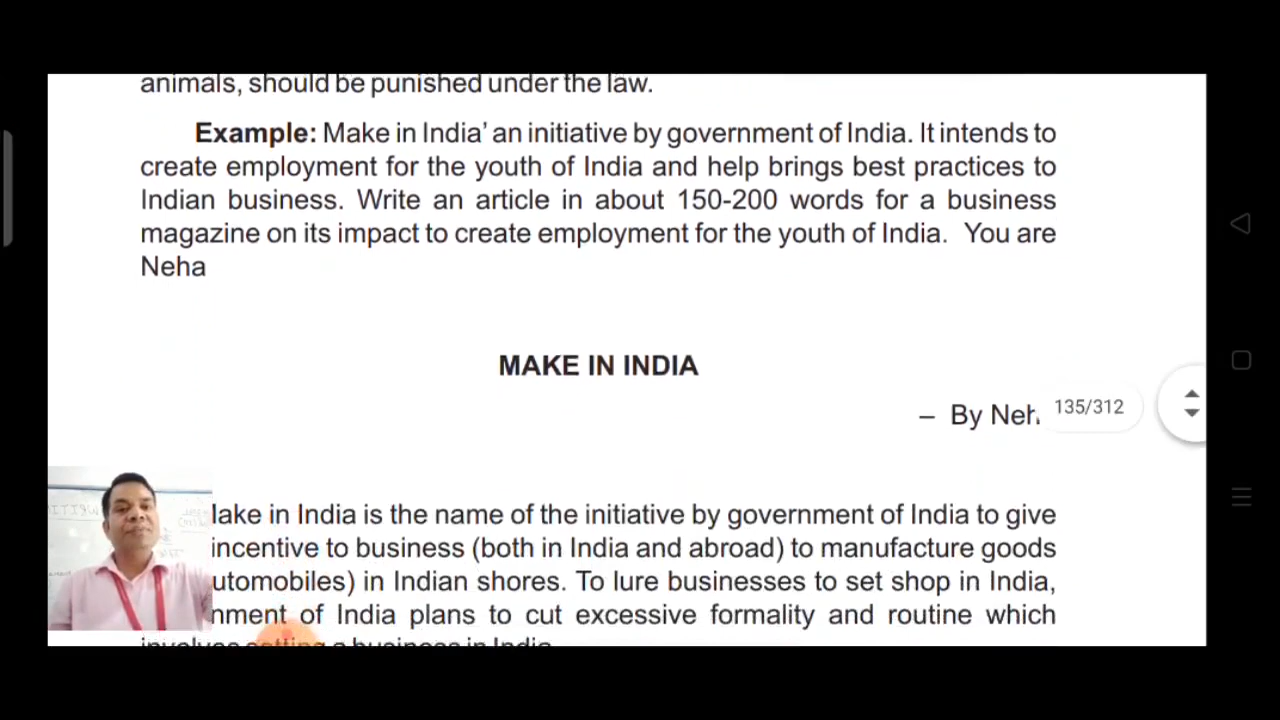 animals, should be punished under the law.
Example: Make in India’ an initiative by government of India. It intends to
create employment for the youth of India and help brings best practices to
Indian business. Write an article in about 150-200 words for a business
magazine on its impact to create employment for the youth of India. You are
Neha
MAKE IN INDIA
– By Neh
135/312
lake in India is the name of the initiative by government of India to give
incentive to business (both in India and abroad) to manufacture goods
utomobiles) in Indian shores. To lure businesses to set shop in India,
nment of India plans to cut excessive formality and routine which
involves setting a business in India.